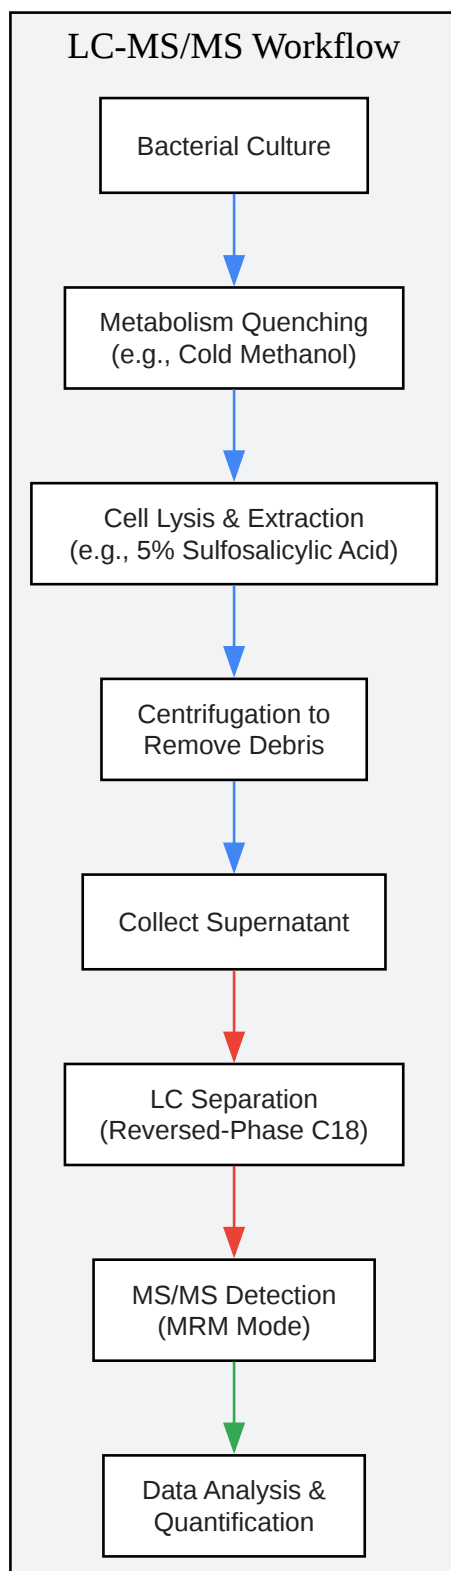 LC-MS/MS Workflow
Bacterial Culture
Metabolism Quenching
(e.g., Cold Methanol)
Cell Lysis & Extraction
(e.g., 5% Sulfosalicylic Acid)
Centrifugation to
Remove Debris
Collect Supernatant
LC Separation
(Reversed-Phase C18)
MS/MS Detection
(MRM Mode)
Data Analysis &
Quantification